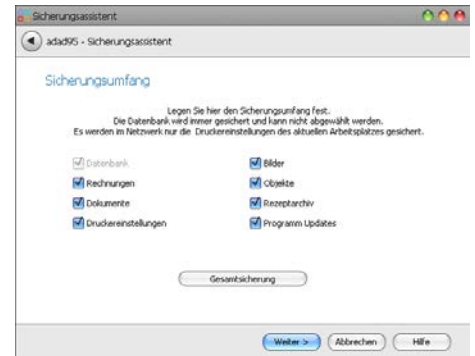 Sicherungsassistent
adad95 - Sicherungsassistent
Sicherungsumfang
Legen Sie hier den Sicherungsumfang fest.
Die Datenbank wird immer gesichert und kann nicht abgewählt werden.
Es werden im Netzwerk nur die Druckereinstellungen des aktuellen Arbeitsplatzes gesichert.
Datenbank
Bilder
Rechnungen
Objekte
Dokumente
Rezeptarchiv
Druckereinstellungen
Programm Updates
Gesamtsicherung
Weiter >
Abbrechen
Hilfe